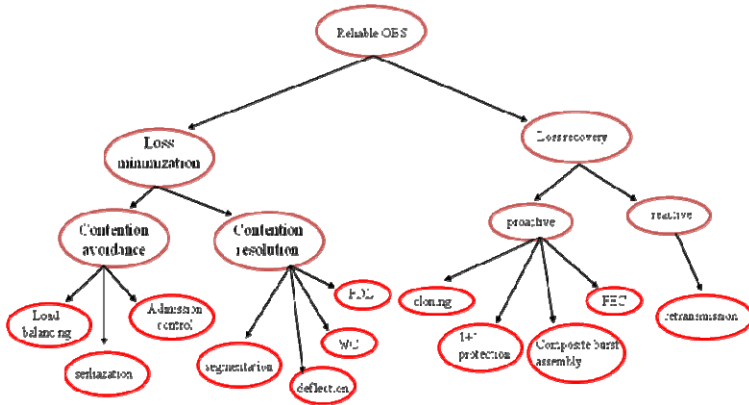 Reliable OBS
Loss
minimization
Loss recovery
Contention
avoidance
Contention
resolution
proactive
reactive
Load
balancing
Admission
control
segmentation
deflection
WC
FDL
cloning
1+1
protection
Composite burst
assembly
FEC
retransmission